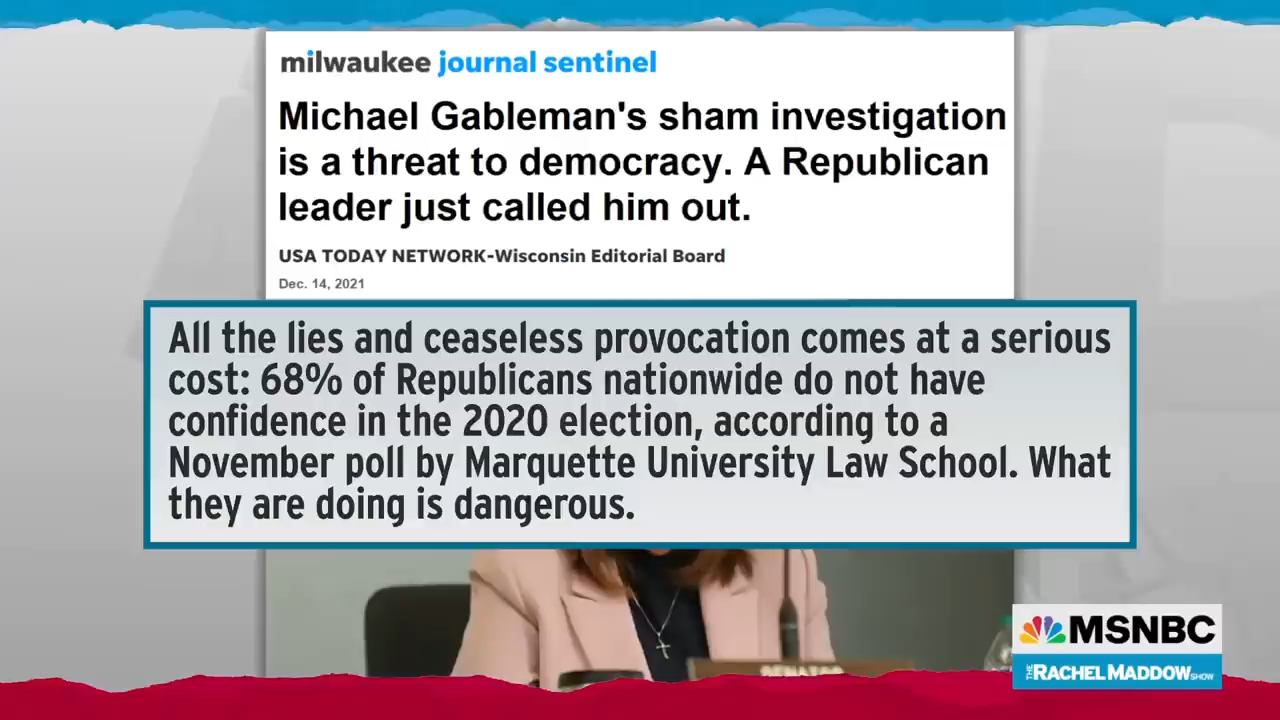 milwaukee journal sentinel
Michael Gableman's sham investigation
is a threat to democracy. A Republican
leader just called him out.
USA TODAY NETWORK-Wisconsin Editorial Board
Dec. 14, 2021
All the lies and ceaseless provocation comes at a serious
cost: 68% of Republicans nationwide do not have
confidence in the 2020 election, according to a
November poll by Marquette University Law School. What
they are doing is dangerous.
SENATOR
MSNBC
THE RACHEL MADDOW SHOW